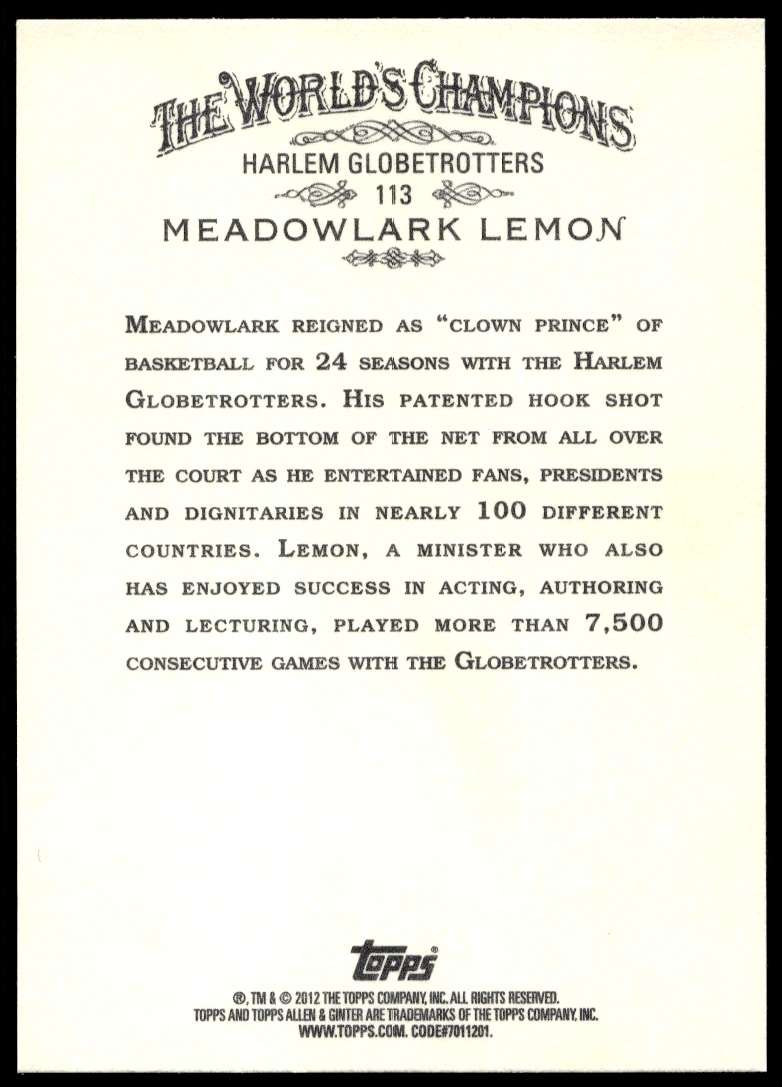 THE WORLD'S CHAMPIONS
HARLEM GLOBETROTTERS
113
MEADOWLARK LEMON
MEADOWLARK REIGNED AS “CLOWN PRINCE” OF
BASKETBALL FOR 24 SEASONS WITH THE HARLEM
GLOBETROTTERS. HIS PATENTED HOOK SHOT
FOUND THE BOTTOM OF THE NET FROM ALL OVER
THE COURT AS HE ENTERTAINED FANS, PRESIDENTS
AND DIGNITARIES IN NEARLY 100 DIFFERENT
COUNTRIES. LEMON, A MINISTER WHO ALSO
HAS ENJOYED SUCCESS IN ACTING, AUTHORING
AND LECTURING, PLAYED MORE THAN 7,500
CONSECUTIVE GAMES WITH THE GLOBETROTTERS.
topps®
®, TM & © 2012 THE TOPPS COMPANY, INC. ALL RIGHTS RESERVED.
TOPPS AND TOPPS ALLEN & GINTER ARE TRADEMARKS OF THE TOPPS COMPANY, INC.
WWW.TOPPS.COM. CODE#7011201.